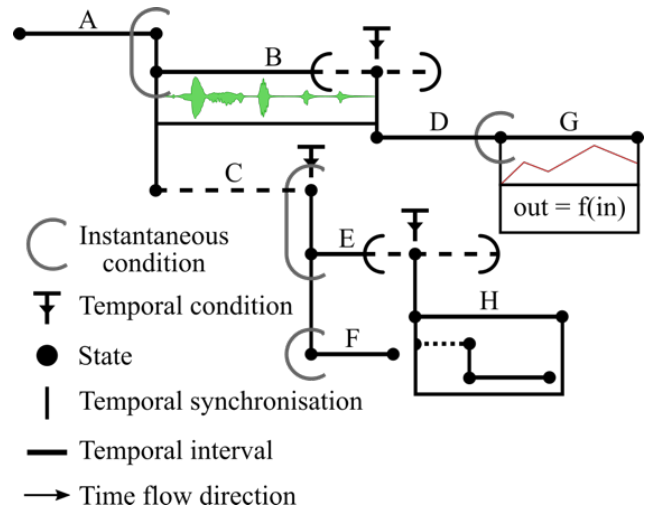 A
B
D
G
C
out = f(in)
E
H
F
Instantaneous
condition
Temporal condition
State
Temporal synchronisation
Temporal interval
Time flow direction